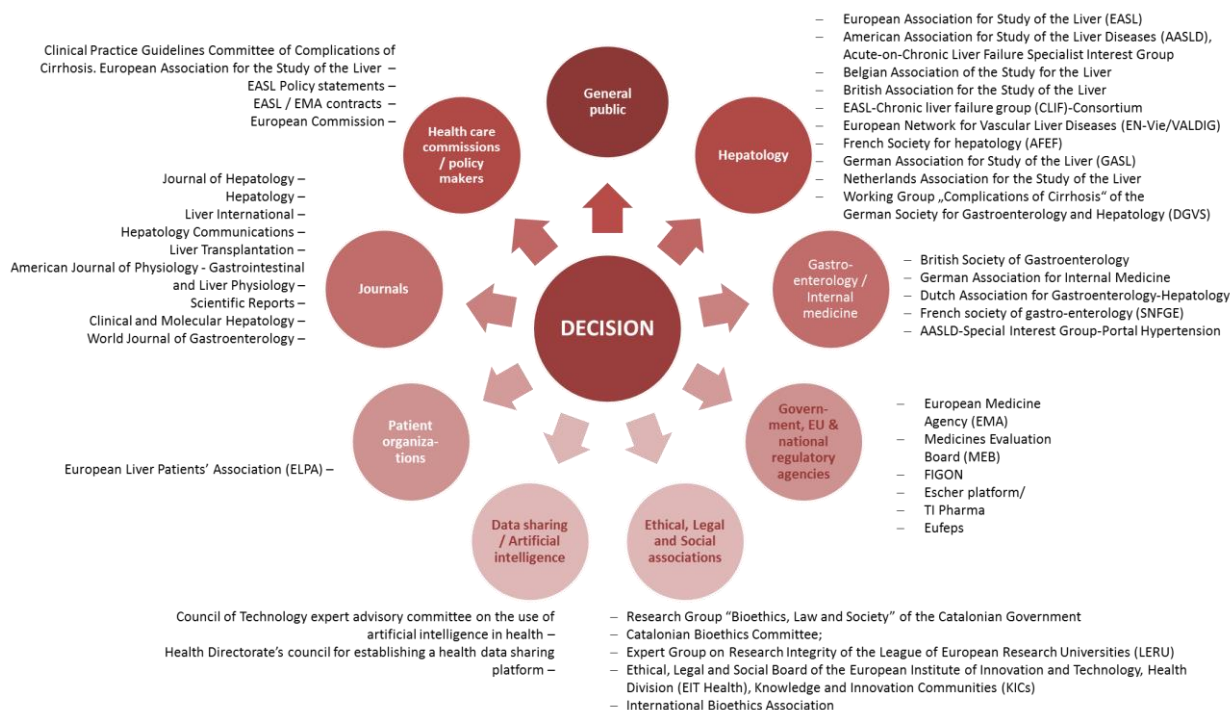 General
public
– European Association for Study of the Liver (EASL)
– American Association of Study of the Liver Diseases (AASLD),
Acute-on-Chronic Liver Failure Specialist Interest Group
– Belgian Association of the Study for the Liver
– British Association for the Study of the Liver
– EASL-Chronic liver failure group (CLIF)-Consortium
– European Network for Vascular Liver Diseases (EN-Vie/VALDIG)
– French Society for hepatology (AFEF)
– German Association for Study of the Liver (GASL)
– Netherlands Association for the Study of the Liver
– Working Group „Complications of Cirrhosis“ of the
German Society for Gastroenterology and Hepatology (DGVS)
Hepatology
Clinical Practice Guidelines Committee of Complications of
Cirrhosis. European Association for the Study of the Liver –
EASL Policy statements –
EASL / EMA contracts –
European Commission –
Health care
commissions
/ policy
makers
Journal of Hepatology –
Hepatology –
Liver International –
Hepatology Communications –
Liver Transplantation –
American Journal of Physiology - Gastrointestinal
and Liver Physiology –
Scientific Reports –
Clinical and Molecular Hepatology –
World Journal of Gastroenterology –
Journals
DECISION
Gastro-
enterology /
Internal
medicine
– British Society of Gastroenterology
– German Association for Internal Medicine
– Dutch Association for Gastroenterology-Hepatology
– French society of gastro-enterology (SNFGE)
– AASLD-Special Interest Group-Portal Hypertension
Patient
organiza-
tions
European Liver Patients’ Association (ELPA) –
Govern-
ment, EU &
national
regulatory
agencies
– European Medicine
Agency (EMA)
– Medicines Evaluation
Board (MEB)
– FIGON
– Escher platform/
– TI Pharma
– Eufeps
Data sharing
/ Artificial
intelligence
Ethical, Legal
and Social
associations
Council of Technology expert advisory committee on the use of
artificial intelligence in health –
Health Directorate’s council for establishing a health data sharing
platform –
– Research Group “Bioethics, Law and Society” of the Catalonian Government
– Catalonian Bioethics Committee;
– Expert Group on Research Integrity of the League of European Research Universities (LERU)
– Ethical, Legal and Social Board of the European Institute of Innovation and Technology, Health
Division (EIT Health), Knowledge and Innovation Communities (KICs)
– International Bioethics Association